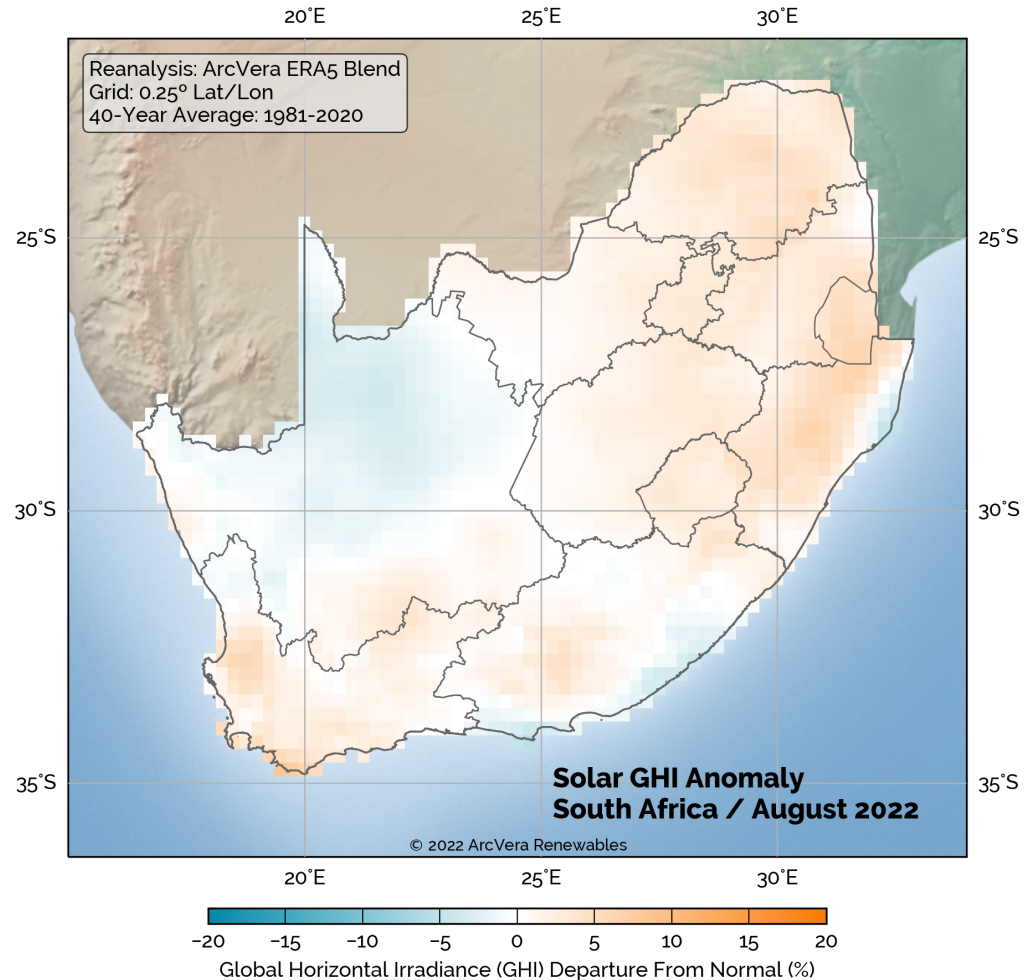 20°E 25°E 30°E
Reanalysis: ArcVera ERA5 Blend
Grid: 0.25º Lat/Lon
40-Year Average: 1981-2020
25°S 25°S
30°S 30°S
35°S 35°S
Solar GHI Anomaly
South Africa / August 2022
© 2022 ArcVera Renewables
20°E 25°E 30°E
−20 −15 −10 −5 0 5 10 15 20
Global Horizontal Irradiance (GHI) Departure From Normal (%)